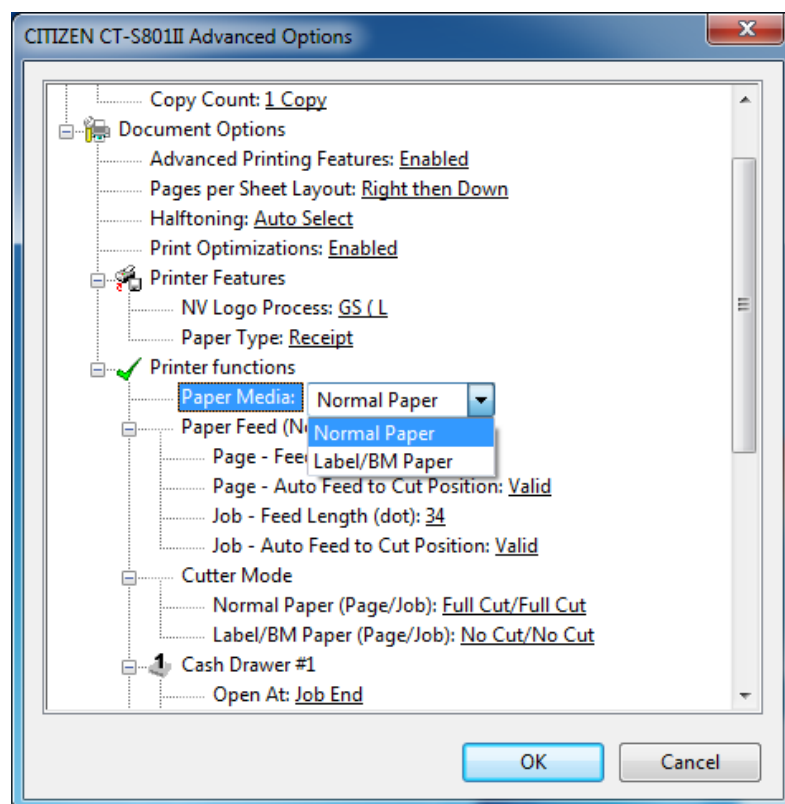 CITIZEN CT-S801II Advanced Options
Copy Count: 1 Copy
Document Options
Advanced Printing Features: Enabled
Pages per Sheet Layout: Right then Down
Halftoning: Auto Select
Print Optimizations: Enabled
Printer Features
NV Logo Process: GS ( L
Paper Type: Receipt
Printer functions
Paper Media: Normal Paper
Paper Feed (N
Normal Paper
Page - Fee
Label/BM Paper
Page - Auto Feed to Cut Position: Valid
Job - Feed Length (dot): 34
Job - Auto Feed to Cut Position: Valid
Cutter Mode
Normal Paper (Page/Job): Full Cut/Full Cut
Label/BM Paper (Page/Job): No Cut/No Cut
1 Cash Drawer #1
Open At: Job End
OK Cancel